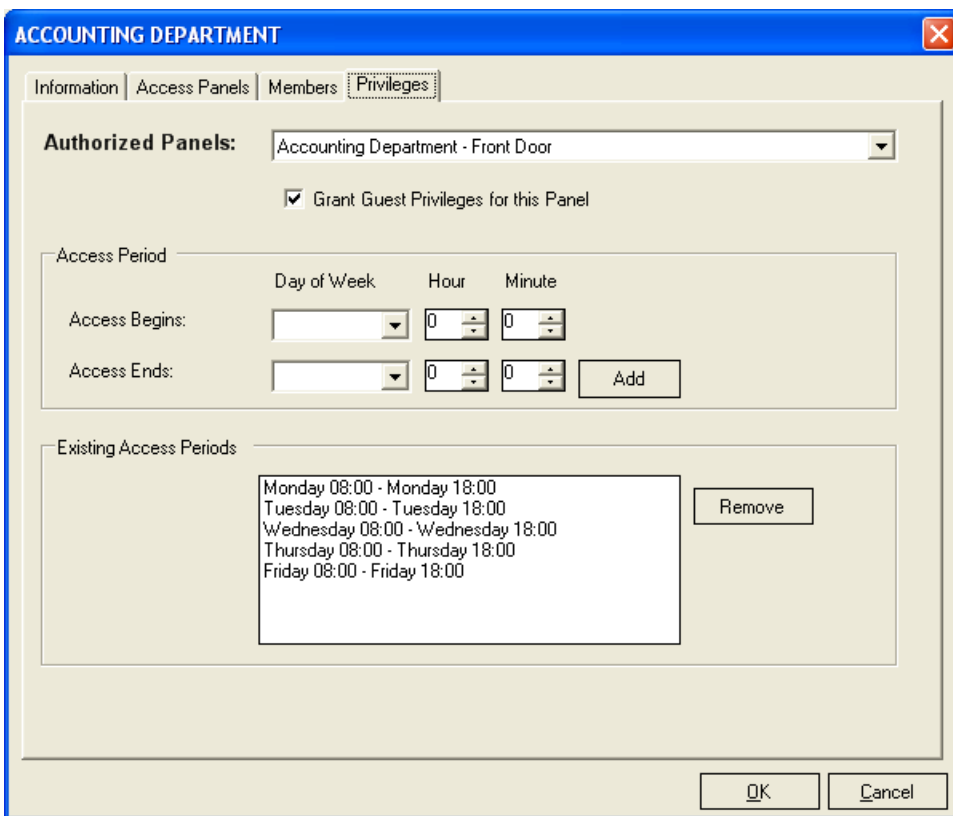 ACCOUNTING DEPARTMENT
Information Access Panels Members Privileges
Authorized Panels: Accounting Department - Front Door
Grant Guest Privileges for this Panel
Access Period
Day of Week Hour Minute
Access Begins: 0 0
Access Ends: 0 0 Add
Existing Access Periods
Monday 08:00 - Monday 18:00
Tuesday 08:00 - Tuesday 18:00
Wednesday 08:00 - Wednesday 18:00
Thursday 08:00 - Thursday 18:00
Friday 08:00 - Friday 18:00
Remove
OK Cancel